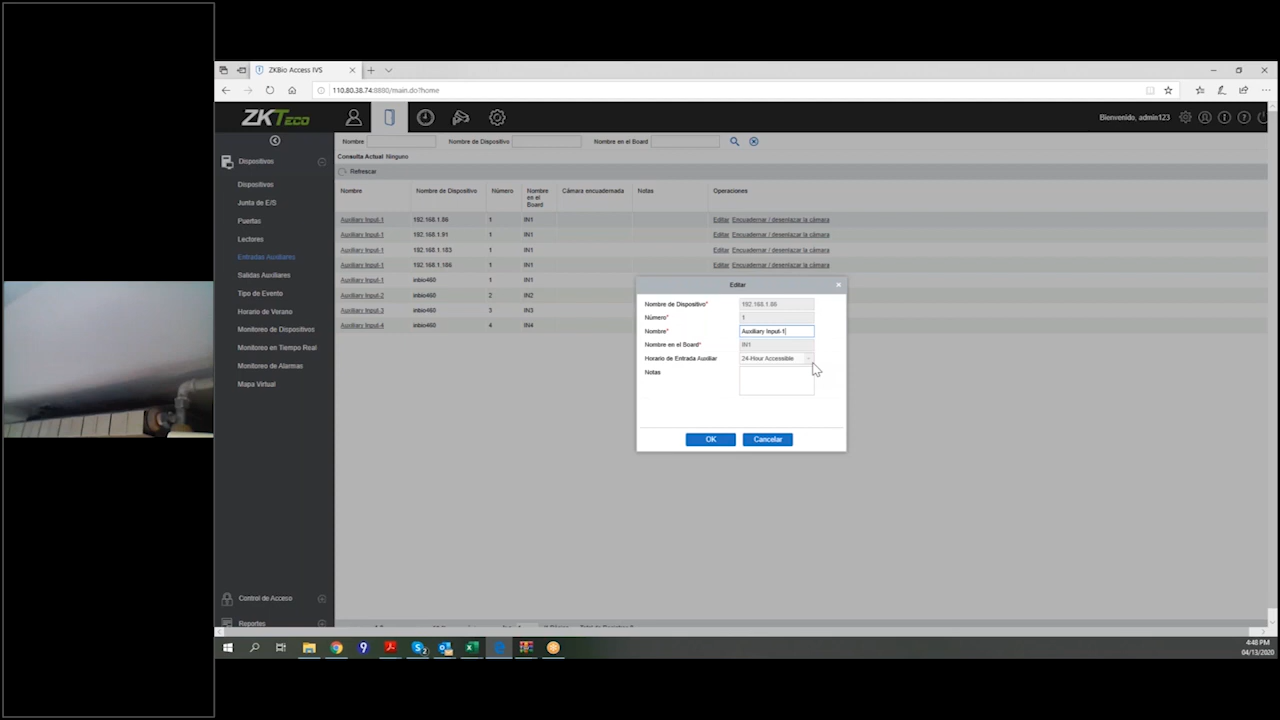 ZKBio Access IVS
110.80.38.74:8880/main.do?home
ZKTeco
Bienvenido, admin123
Dispositivos
Dispositivos
Junta de E/S
Puertas
Lectores
Entradas Auxiliares
Salidas Auxiliares
Tipo de Evento
Horario de Verano
Monitoreo de Dispositivos
Monitoreo en Tiempo Real
Monitoreo de Alarmas
Mapa Virtual
Control de Acceso
Reportes
Nombre Nombre de Dispositivo Nombre en el Board
Consulta Actual Ninguno
Refrescar
Nombre Nombre de Dispositivo Número Nombre en el Board Cámara encuadernada Notas Operaciones
Auxiliary Input-1 192.168.1.86 1 IN1 Editar Encuadernar / desenlazar la cámara
Auxiliary Input-1 192.168.1.91 1 IN1 Editar Encuadernar / desenlazar la cámara
Auxiliary Input-1 192.168.1.183 1 IN1 Editar Encuadernar / desenlazar la cámara
Auxiliary Input-1 192.168.1.186 1 IN1 Editar Encuadernar / desenlazar la cámara
Auxiliary Input-1 inbio460 1 IN1
Auxiliary Input-2 inbio460 2 IN2
Auxiliary Input-3 inbio460 3 IN3
Auxiliary Input-4 inbio460 4 IN4
Editar
Nombre de Dispositivo* 192.168.1.86
Número* 1
Nombre* Auxiliary Input-1
Nombre en el Board* IN1
Horario de Entrada Auxiliar 24-Hour Accessible
Notas
OK Cancelar
4:48 PM
04/13/2020